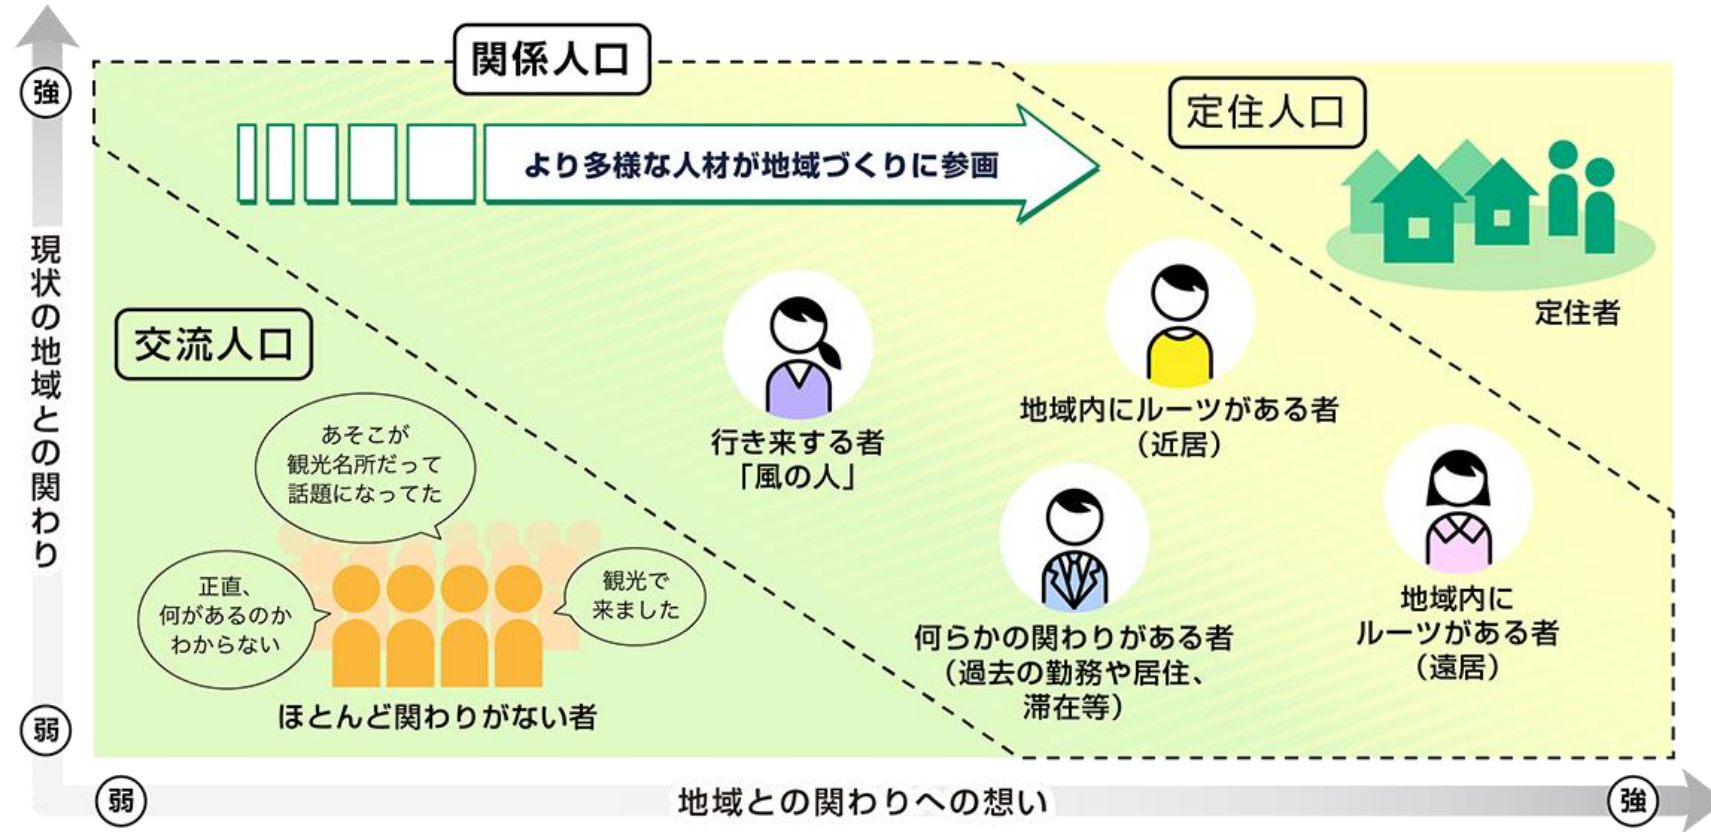 関係人口
強
定住人口
より多様な人材が地域づくりに参画
定住者
現状の地域との関わり
交流人口
あそこが
観光名所だって
話題になってた
行き来する者
「風の人」
地域内にルーツがある者
（近居）
正直、
何があるのか
わからない
観光で
来ました
何らかの関わりがある者
（過去の勤務や居住、
滞在等）
地域内に
ルーツがある者
（遠居）
ほとんど関わりがない者
弱
弱
地域との関わりへの想い
強